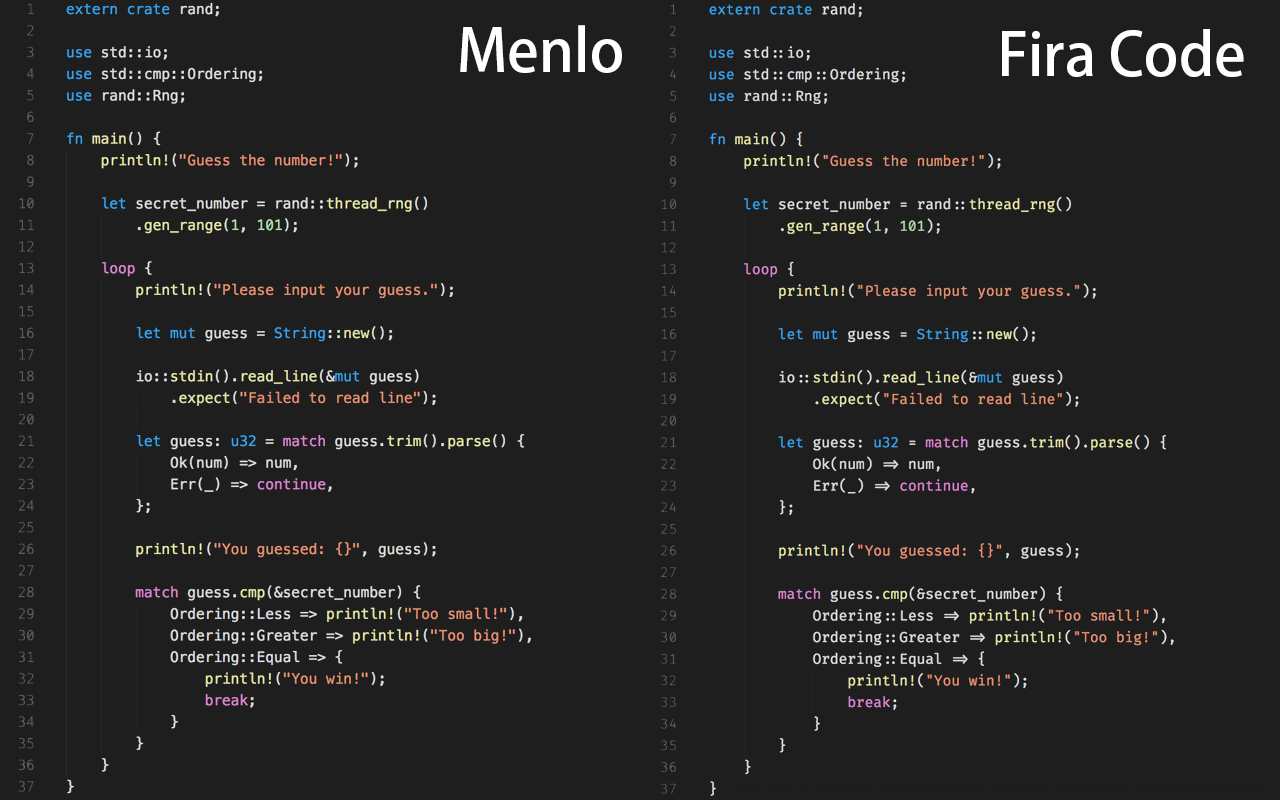 Menlo
1 extern crate rand;
2
3 use std::io;
4 use std::cmp::Ordering;
5 use rand::Rng;
6
7 fn main() {
8     println!("Guess the number!");
9
10     let secret_number = rand::thread_rng()
11         .gen_range(1, 101);
12
13     loop {
14         println!("Please input your guess.");
15
16         let mut guess = String::new();
17
18         io::stdin().read_line(&mut guess)
19             .expect("Failed to read line");
20
21         let guess: u32 = match guess.trim().parse() {
22             Ok(num) => num,
23             Err(_) => continue,
24         };
25
26         println!("You guessed: {}", guess);
27
28         match guess.cmp(&secret_number) {
29             Ordering::Less => println!("Too small!"),
30             Ordering::Greater => println!("Too big!"),
31             Ordering::Equal => {
32                 println!("You win!");
33                 break;
34             }
35         }
36     }
37 }
Fira Code
1 extern crate rand;
2
3 use std::io;
4 use std::cmp::Ordering;
5 use rand::Rng;
6
7 fn main() {
8     println!("Guess the number!");
9
10     let secret_number = rand::thread_rng()
11         .gen_range(1, 101);
12
13     loop {
14         println!("Please input your guess.");
15
16         let mut guess = String::new();
17
18         io::stdin().read_line(&mut guess)
19             .expect("Failed to read line");
20
21         let guess: u32 = match guess.trim().parse() {
22             Ok(num) => num,
23             Err(_) => continue,
24         };
25
26         println!("You guessed: {}", guess);
27
28         match guess.cmp(&secret_number) {
29             Ordering::Less => println!("Too small!"),
30             Ordering::Greater => println!("Too big!"),
31             Ordering::Equal => {
32                 println!("You win!");
33                 break;
34             }
35         }
36     }
37 }